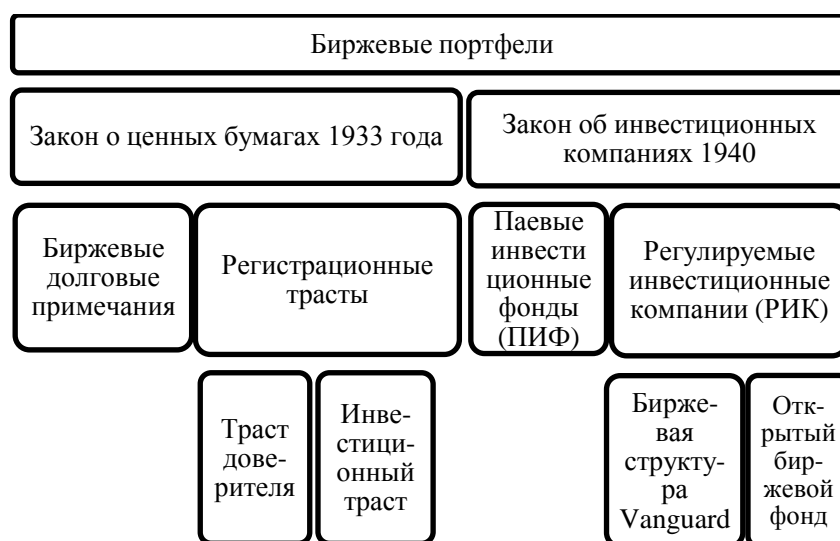 Биржевые портфели
Закон о ценных бумагах 1933 года
Закон об инвестиционных
компаниях 1940
Биржевые
долговые
примечания
Регистрационные
трасты
Паевые
инвести
ционные
фонды
(ПИФ)
Регулируемые
инвестиционные
компании (РИК)
Траст
дове-
рителя
Инве-
стици-
онный
траст
Бирже-
вая
структу-
ра
Vanguard
Отк-
рытый
бир-
жевой
фонд